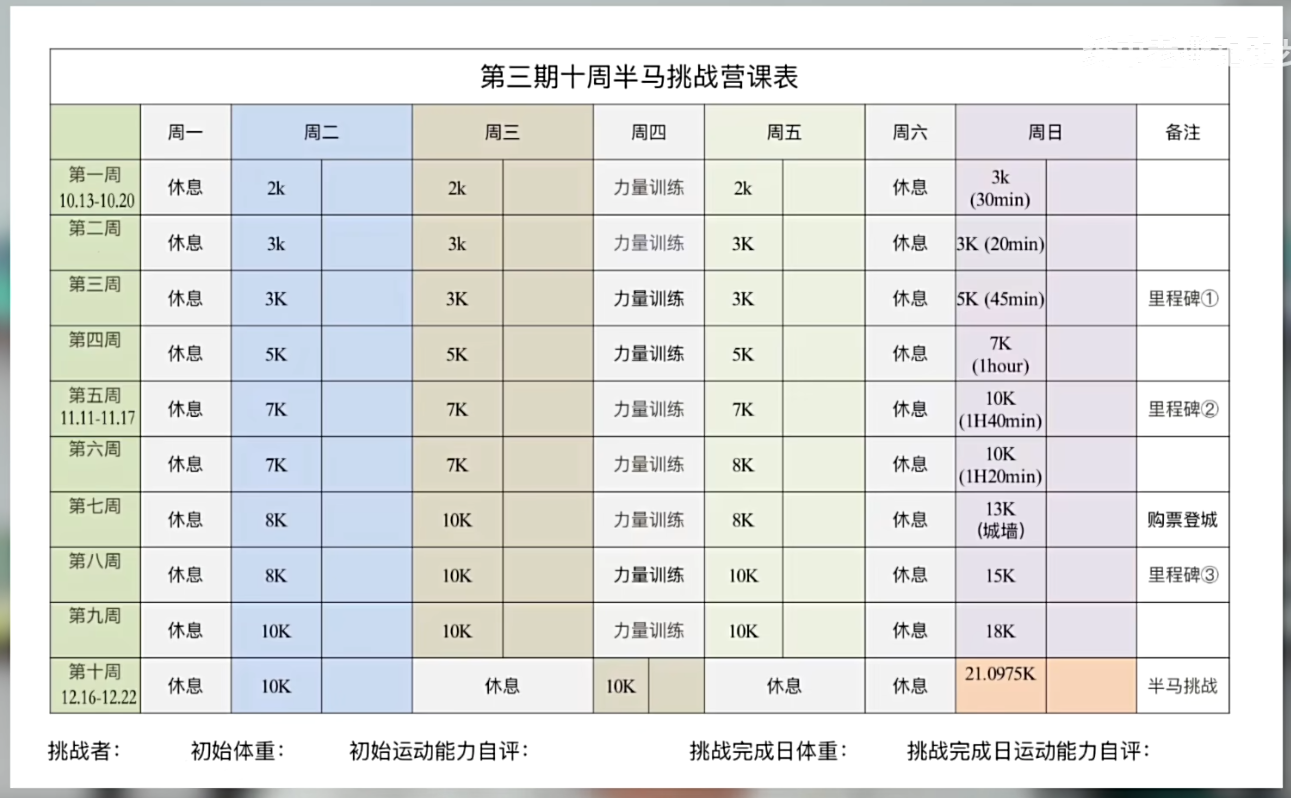 第三期十周半马挑战营课表
周一 周二 周三 周四 周五 周六 周日 备注
第一周
10.13-10.20 休息 2k 2k 力量训练 2k 休息 3k
(30min)
第二周 休息 3k 3k 力量训练 3K 休息 3K (20min)
第三周 休息 3K 3K 力量训练 3K 休息 5K (45min) 里程碑①
第四周 休息 5K 5K 力量训练 5K 休息 7K
(1hour)
第五周
11.11-11.17 休息 7K 7K 力量训练 7K 休息 10K
(1H40min) 里程碑②
第六周 休息 7K 7K 力量训练 8K 休息 10K
(1H20min)
第七周 休息 8K 10K 力量训练 8K 休息 13K
(城墙) 购票登城
第八周 休息 8K 10K 力量训练 10K 休息 15K 里程碑③
第九周 休息 10K 10K 力量训练 10K 休息 18K
第十周
12.16-12.22 休息 10K 休息 10K 休息 休息 21.0975K 半马挑战
挑战者： 初始体重： 初始运动能力自评： 挑战完成日体重： 挑战完成日运动能力自评：